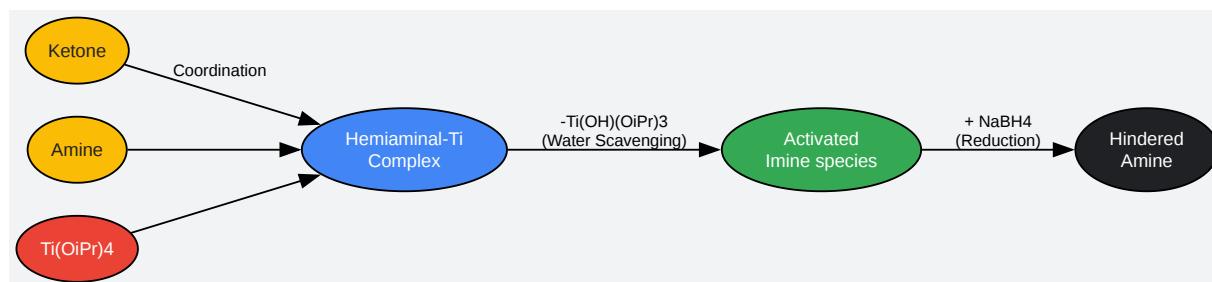 Ketone
Coordination
Amine
Ti(OiPr)4
Hemiaminal-Ti
Complex
-Ti(OH)(OiPr)3
(Water Scavenging)
Activated
Imine species
+ NaBH4
(Reduction)
Hindered
Amine